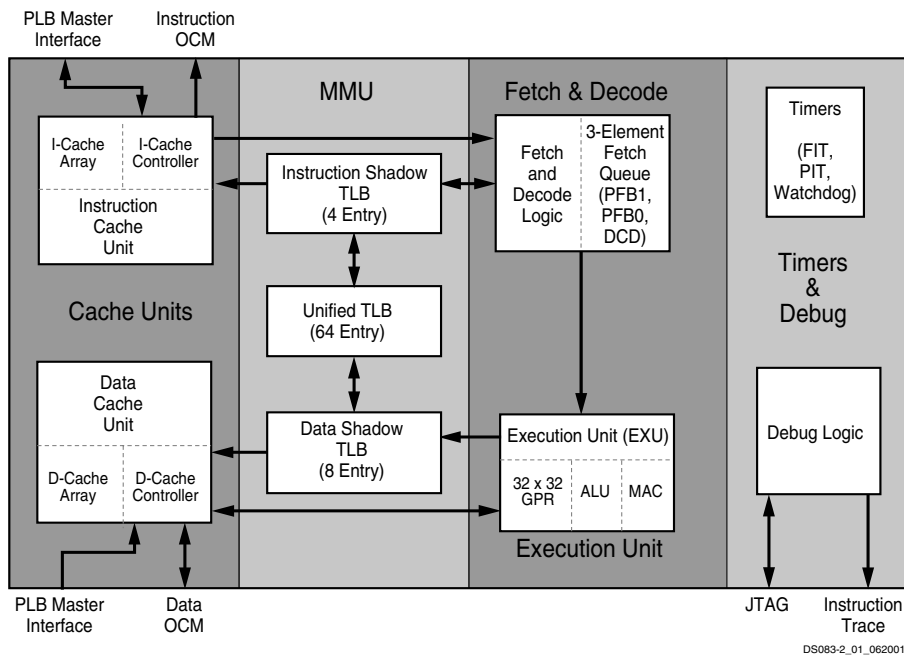 PLB Master
Interface
Instruction
OCM
MMU
Fetch & Decode
I-Cache
Array
I-Cache
Controller
Instruction
Cache
Unit
Instruction Shadow
TLB
(4 Entry)
Fetch
and
Decode
Logic
3-Element
Fetch
Queue
(PFB1,
PFB0,
DCD)
Timers
(FIT,
PIT,
Watchdog)
Cache Units
Unified TLB
(64 Entry)
Timers
&
Debug
Data
Cache
Unit
D-Cache
Array
D-Cache
Controller
Data Shadow
TLB
(8 Entry)
Execution Unit (EXU)
32 x 32
GPR
ALU
MAC
Execution Unit
Debug Logic
PLB Master
Interface
Data
OCM
JTAG
Instruction
Trace
DS083-2_01_062001